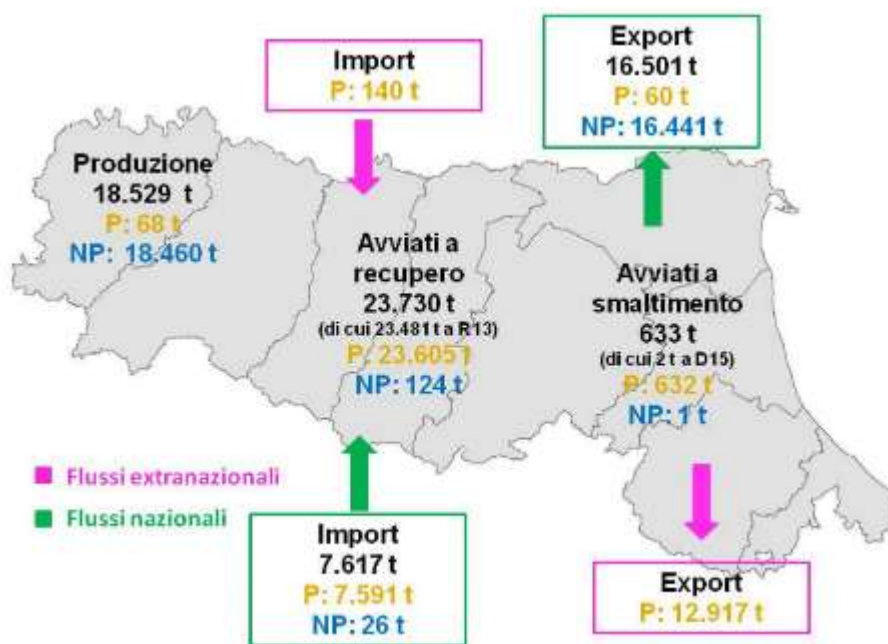 Import
P: 140 t
Export
16.501 t
P: 60 t
NP: 16.441 t
Produzione
18.529 t
P: 68 t
NP: 18.460 t
Avviati a
recupero
23.730 t
(di cui 23.481 t a R13)
P: 23.605 t
NP: 124 t
Avviati a
smaltimento
633 t
(di cui 2 t a D15)
P: 632 t
NP: 1 t
Flussi extranazionali
Flussi nazionali
Import
7.617 t
P: 7.591 t
NP: 26 t
Export
P: 12.917 t